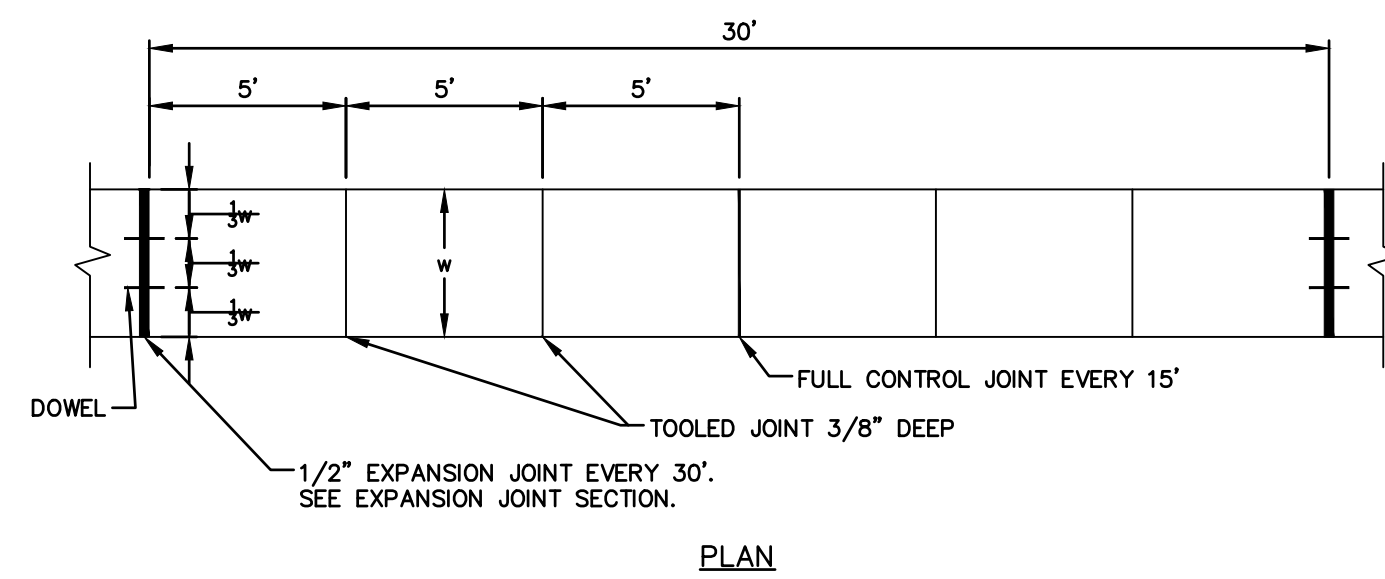 30'
5'
5'
5'
1/3W
1/3W
W
1/3W
FULL CONTROL JOINT EVERY 15'
DOWEL
TOOLED JOINT 3/8" DEEP
1/2" EXPANSION JOINT EVERY 30'.
SEE EXPANSION JOINT SECTION.
PLAN